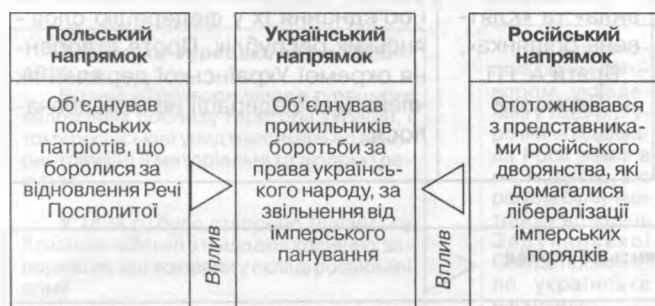 Польський
напрямок
Об'єднував
польських
патріотів, що
боролися за
відновлення Речі
Посполитої
Вплив
Український
напрямок
Об'єднував
прихильників
боротьби за
права українсь-
кого народу, за
звільнення від
імперського
панування
Вплив
Російський
напрямок
Ототожнювався
з представника-
ми російського
дворянства, які
домагалися
лібералізації
імперських
порядків